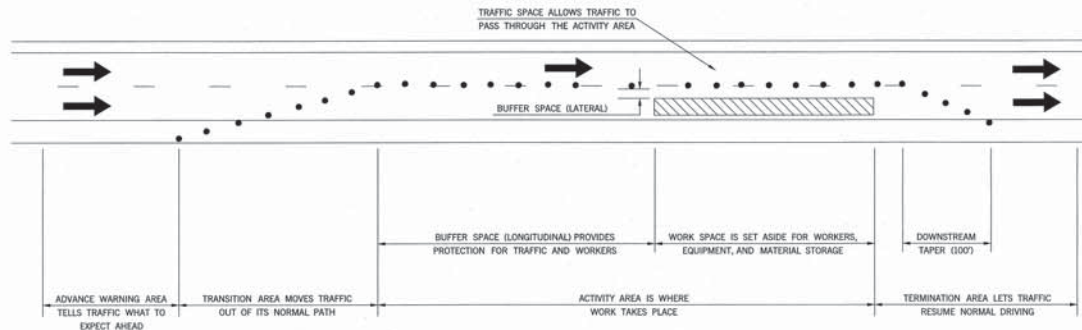 TRAFFIC SPACE ALLOWS TRAFFIC TO
PASS THROUGH THE ACTIVITY AREA
BUFFER SPACE (LATERAL)
BUFFER SPACE (LONGITUDINAL) PROVIDES
PROTECTION FOR TRAFFIC AND WORKERS
WORK SPACE IS SET ASIDE FOR WORKERS,
EQUIPMENT, AND MATERIAL STORAGE
DOWNSTREAM
TAPER (100')
ADVANCE WARNING AREA
TELLS TRAFFIC WHAT TO
EXPECT AHEAD
TRANSITION AREA MOVES TRAFFIC
OUT OF ITS NORMAL PATH
ACTIVITY AREA IS WHERE
WORK TAKES PLACE
TERMINATION AREA LETS TRAFFIC
RESUME NORMAL DRIVING